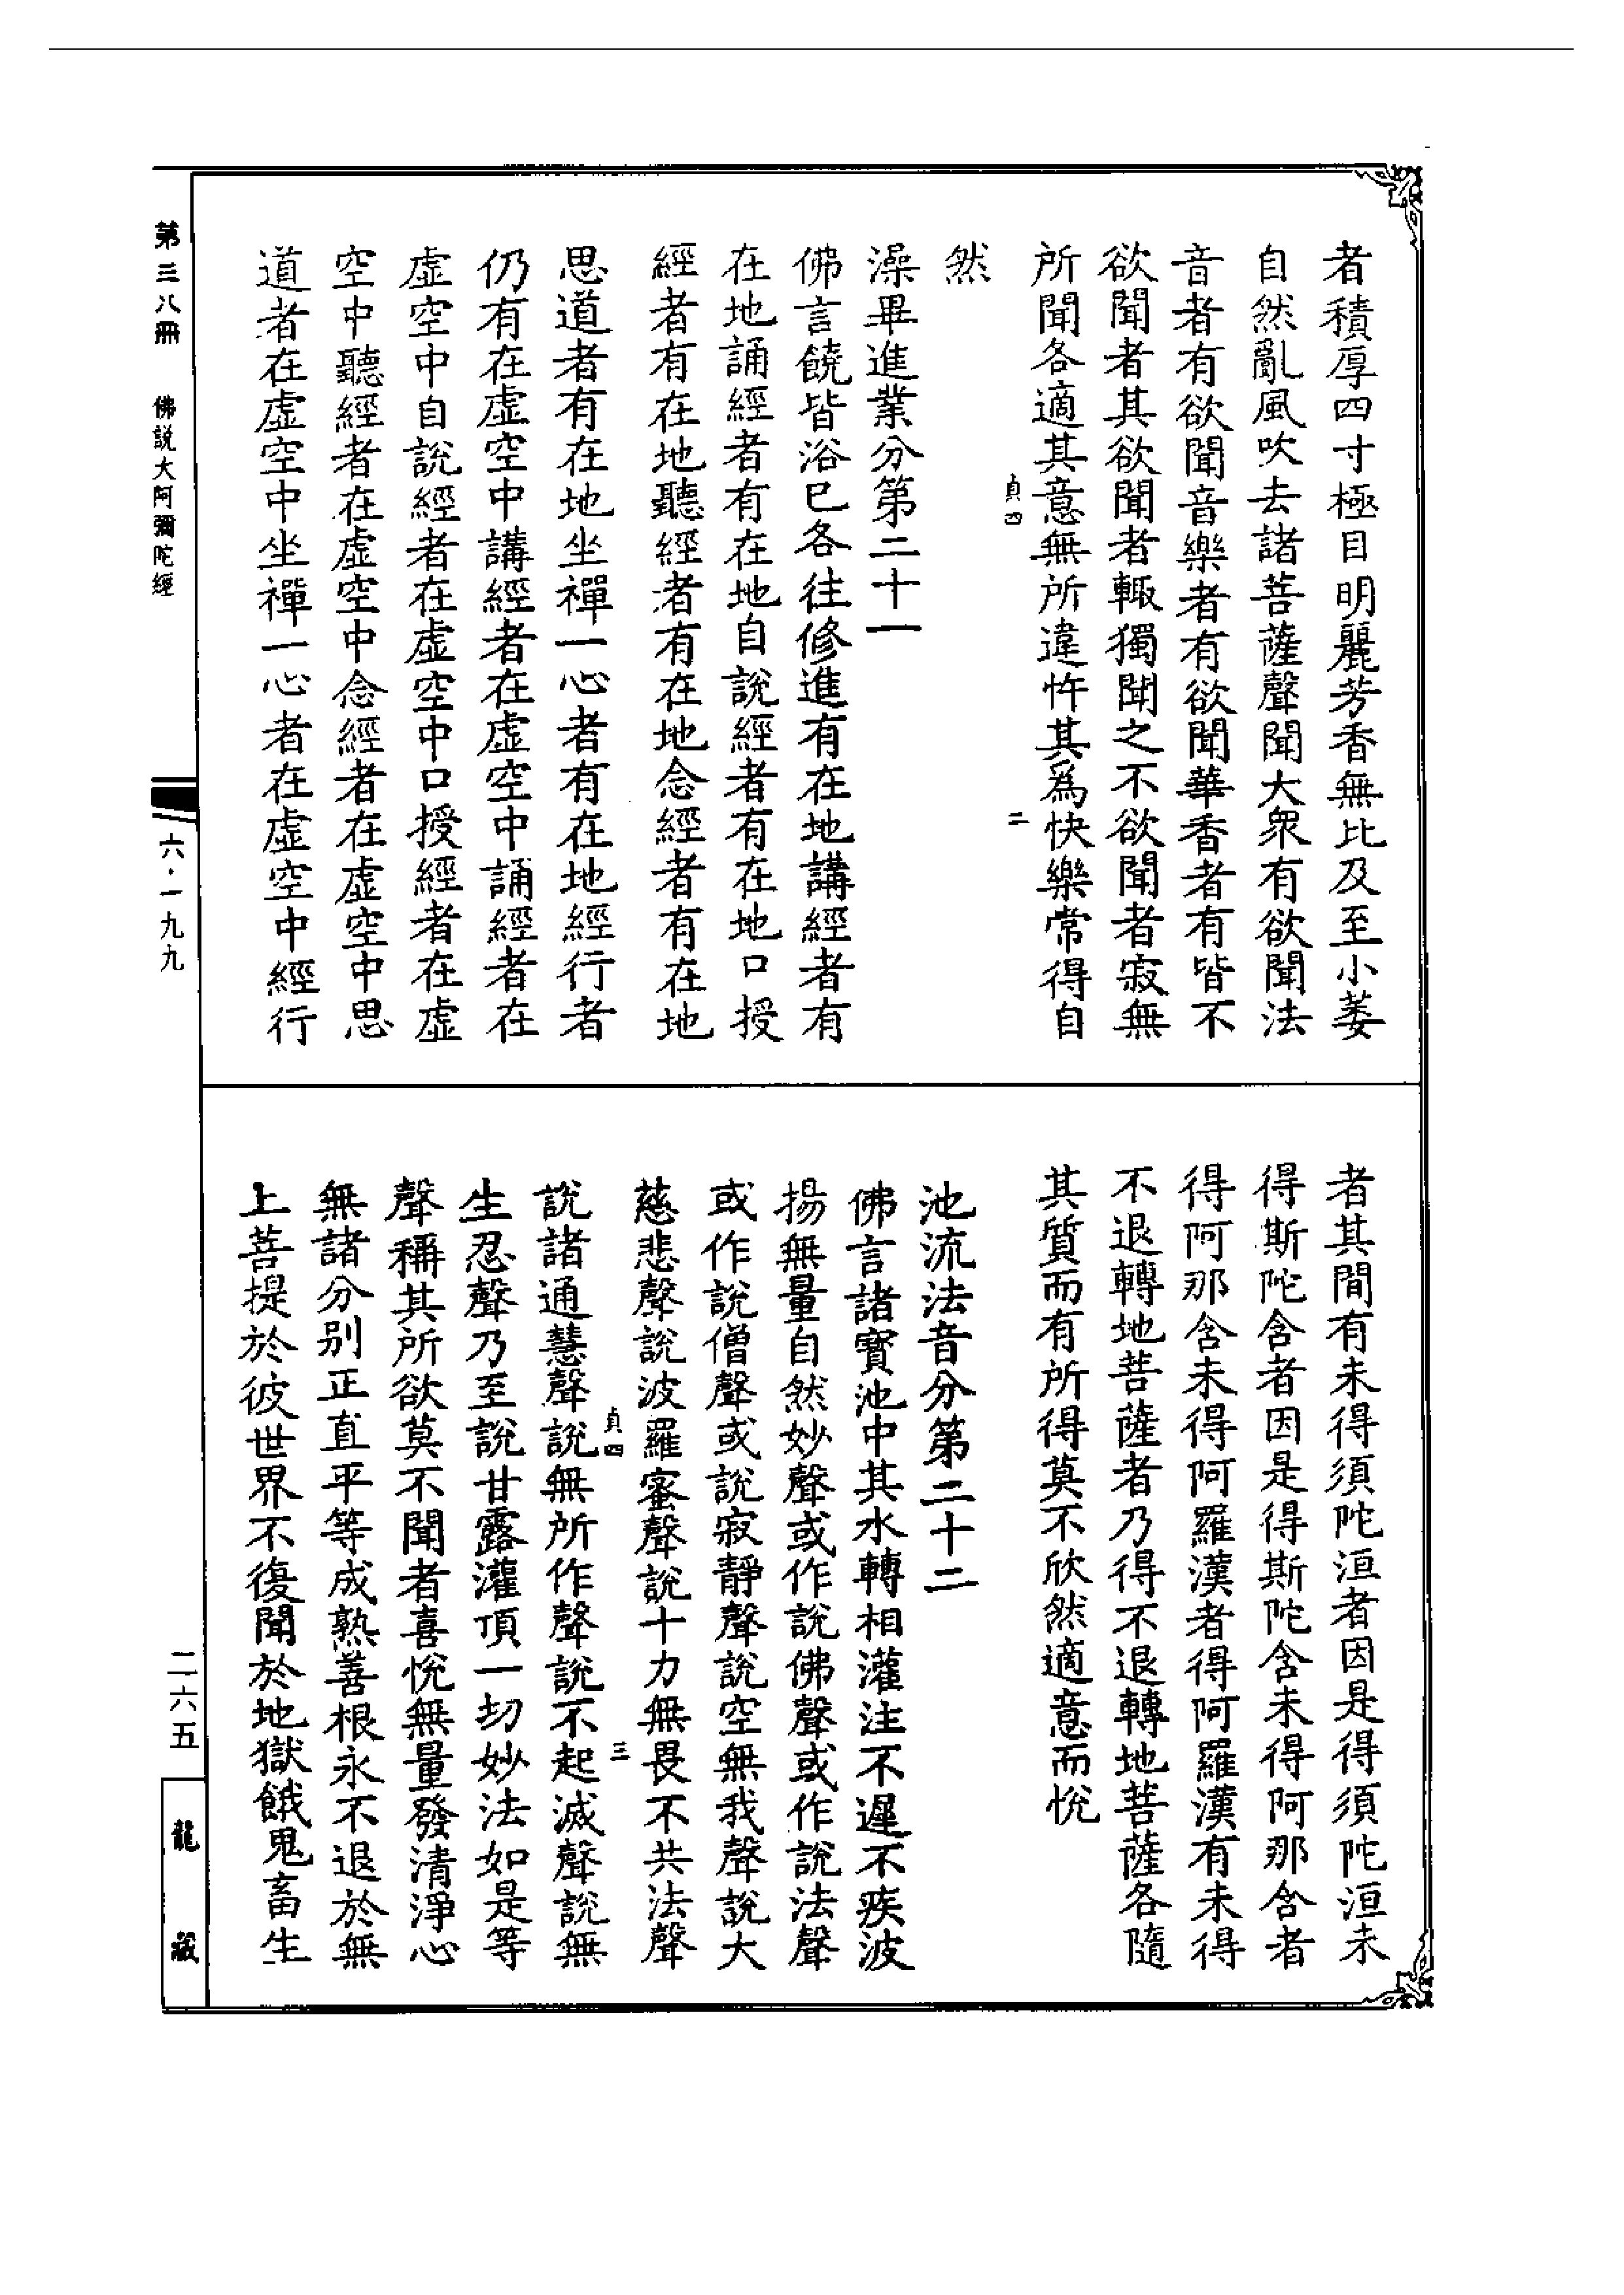 者積厚四寸極目明麗芳香無比及至小萎
自然亂風吹去諸菩薩聲聞大衆有欲聞法
音者有欲聞音樂者有欲聞華香者有皆不
欲聞者其欲聞者輙獨聞之不欲聞者寂無
所聞各適其意無所違忤其爲快樂常得自
貞四 二
然
澡畢進業分第二十一
佛言饒皆浴已各往修進有在地講經者有
在地誦經者有在地自說經者有在地口授
經者有在地聽經者有在地念經者有在地
思道者有在地坐禪一心者有在地經行者
仍有在虛空中講經者在虛空中誦經者在
虛空中自說經者在虛空中口授經者在虛
空中聽經者在虛空中念經者在虛空中思
道者在虛空中坐禪一心者在虛空中經行
者其間有未得須陀洹者因是得須陀洹未
得斯陀含者因是得斯陀含未得阿那含者
得阿那含未得阿羅漢者得阿羅漢有未得
不退轉地菩薩者乃得不退轉地菩薩各隨
其質而有所得莫不欣然適意而悅
池流法音分第二十二
佛言諸寶池中其水轉相灌注不遲不疾波
揚無量自然妙聲或作說佛聲或作說法聲
或作說僧聲或說寂靜聲說空無我聲說大
慈悲聲說波羅蜜聲說十力無畏不共法聲
貞四 三
說諸通慧聲說無所作聲說不起滅聲說無
生忍聲乃至說甘露灌頂一切妙法如是等
聲稱其所欲莫不聞者喜悅無量發清淨心
無諸分別正直平等成熟善根永不退於無
上菩提於彼世界不復聞於地獄餓鬼畜生
第三八冊 佛説大阿彌陀經
六·一九九
二六五
龍藏